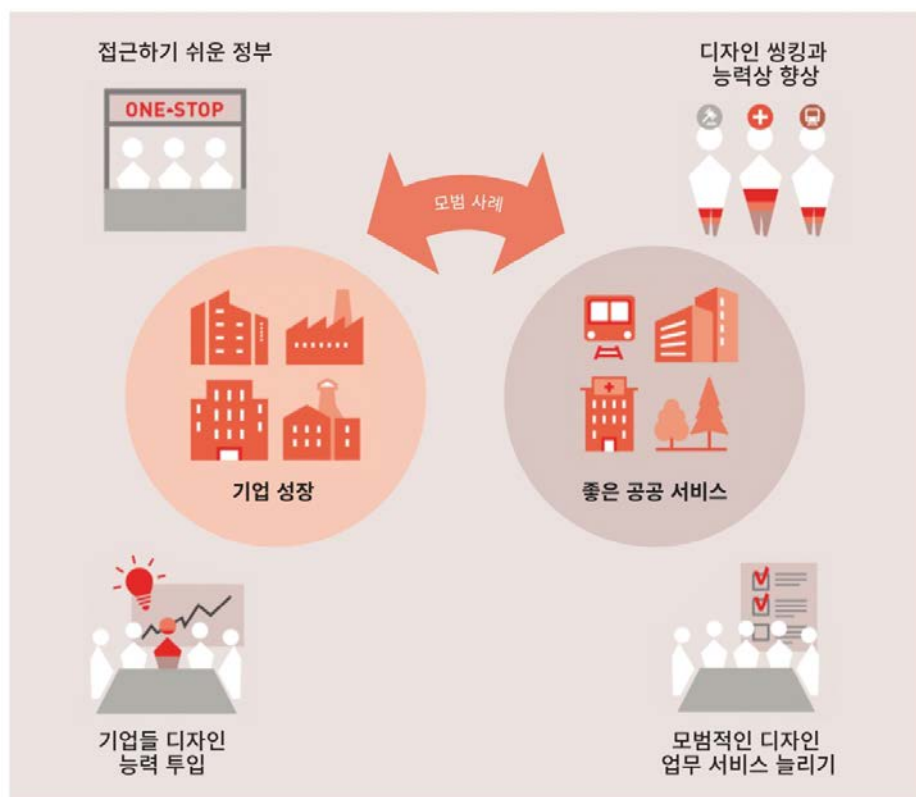 접근하기 쉬운 정부
디자인 씽킹과
능력상 향상
ONE-STOP
모범 사례
기업 성장
좋은 공공 서비스
기업들 디자인
능력 투입
모범적인 디자인
업무 서비스 늘리기